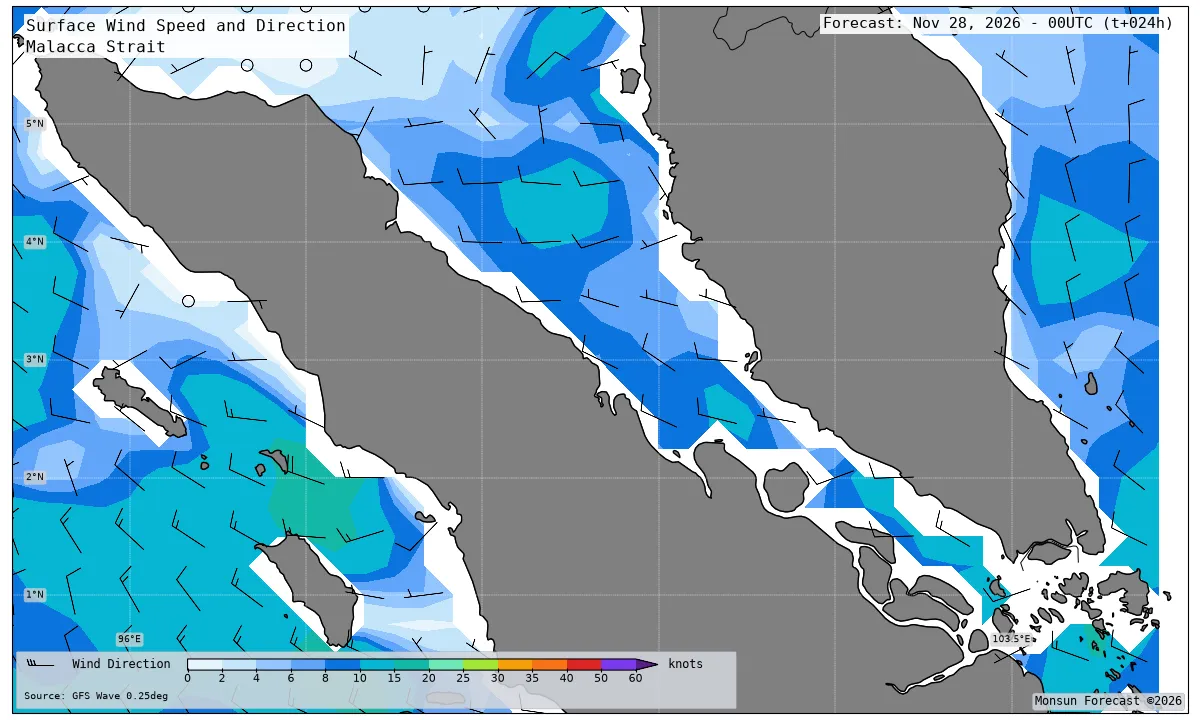 Surface Wind Speed and Direction
Malacca Strait
Forecast: Nov 28, 2026 - 00UTC (t+024h)
5°N
4°N
3°N
2°N
1°N
96°E
103.5°E
Wind Direction
knots
0 2 4 6 8 10 15 20 25 30 35 40 50 60
Source: GFS Wave 0.25deg
Monsun Forecast ©2026